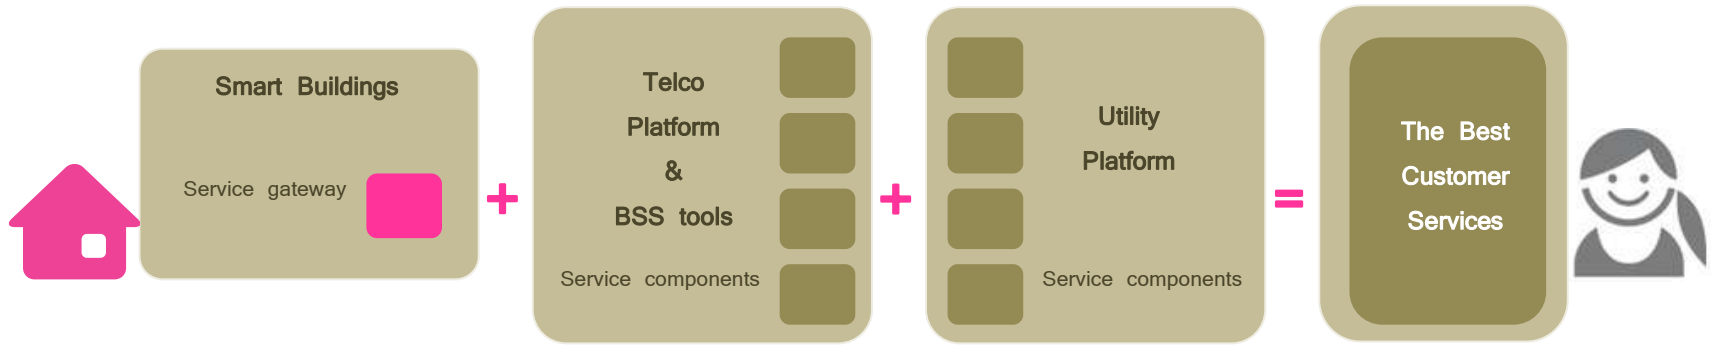 Smart Buildings
Service gateway
+
Telco
Platform
&
BSS tools
Service components
+
Utility
Platform
Service components
=
The Best
Customer
Services